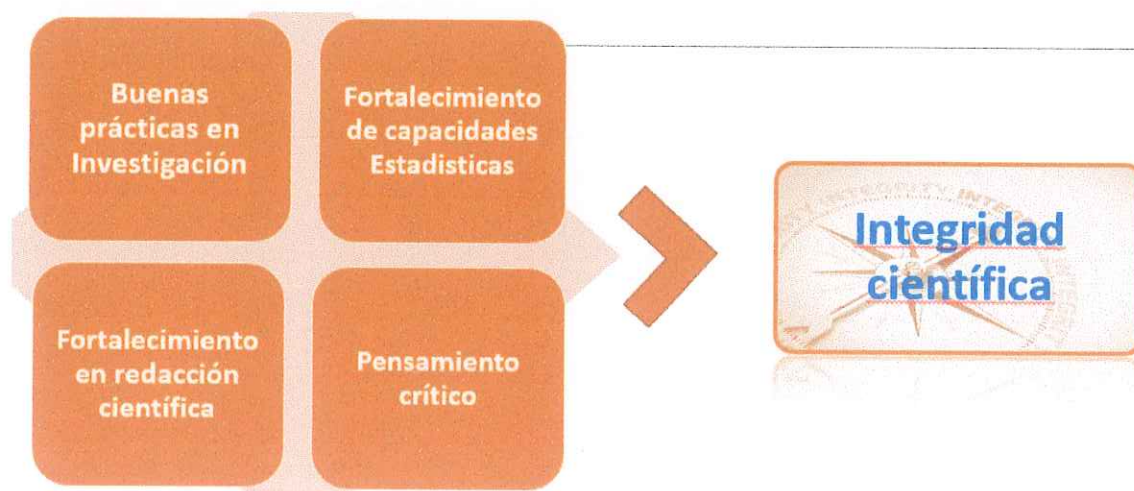 Buenas
prácticas en
Investigación
Fortalecimiento
de capacidades
Estadisticas
Fortalecimiento
en redacción
científica
Pensamiento
crítico
Integridad
científica